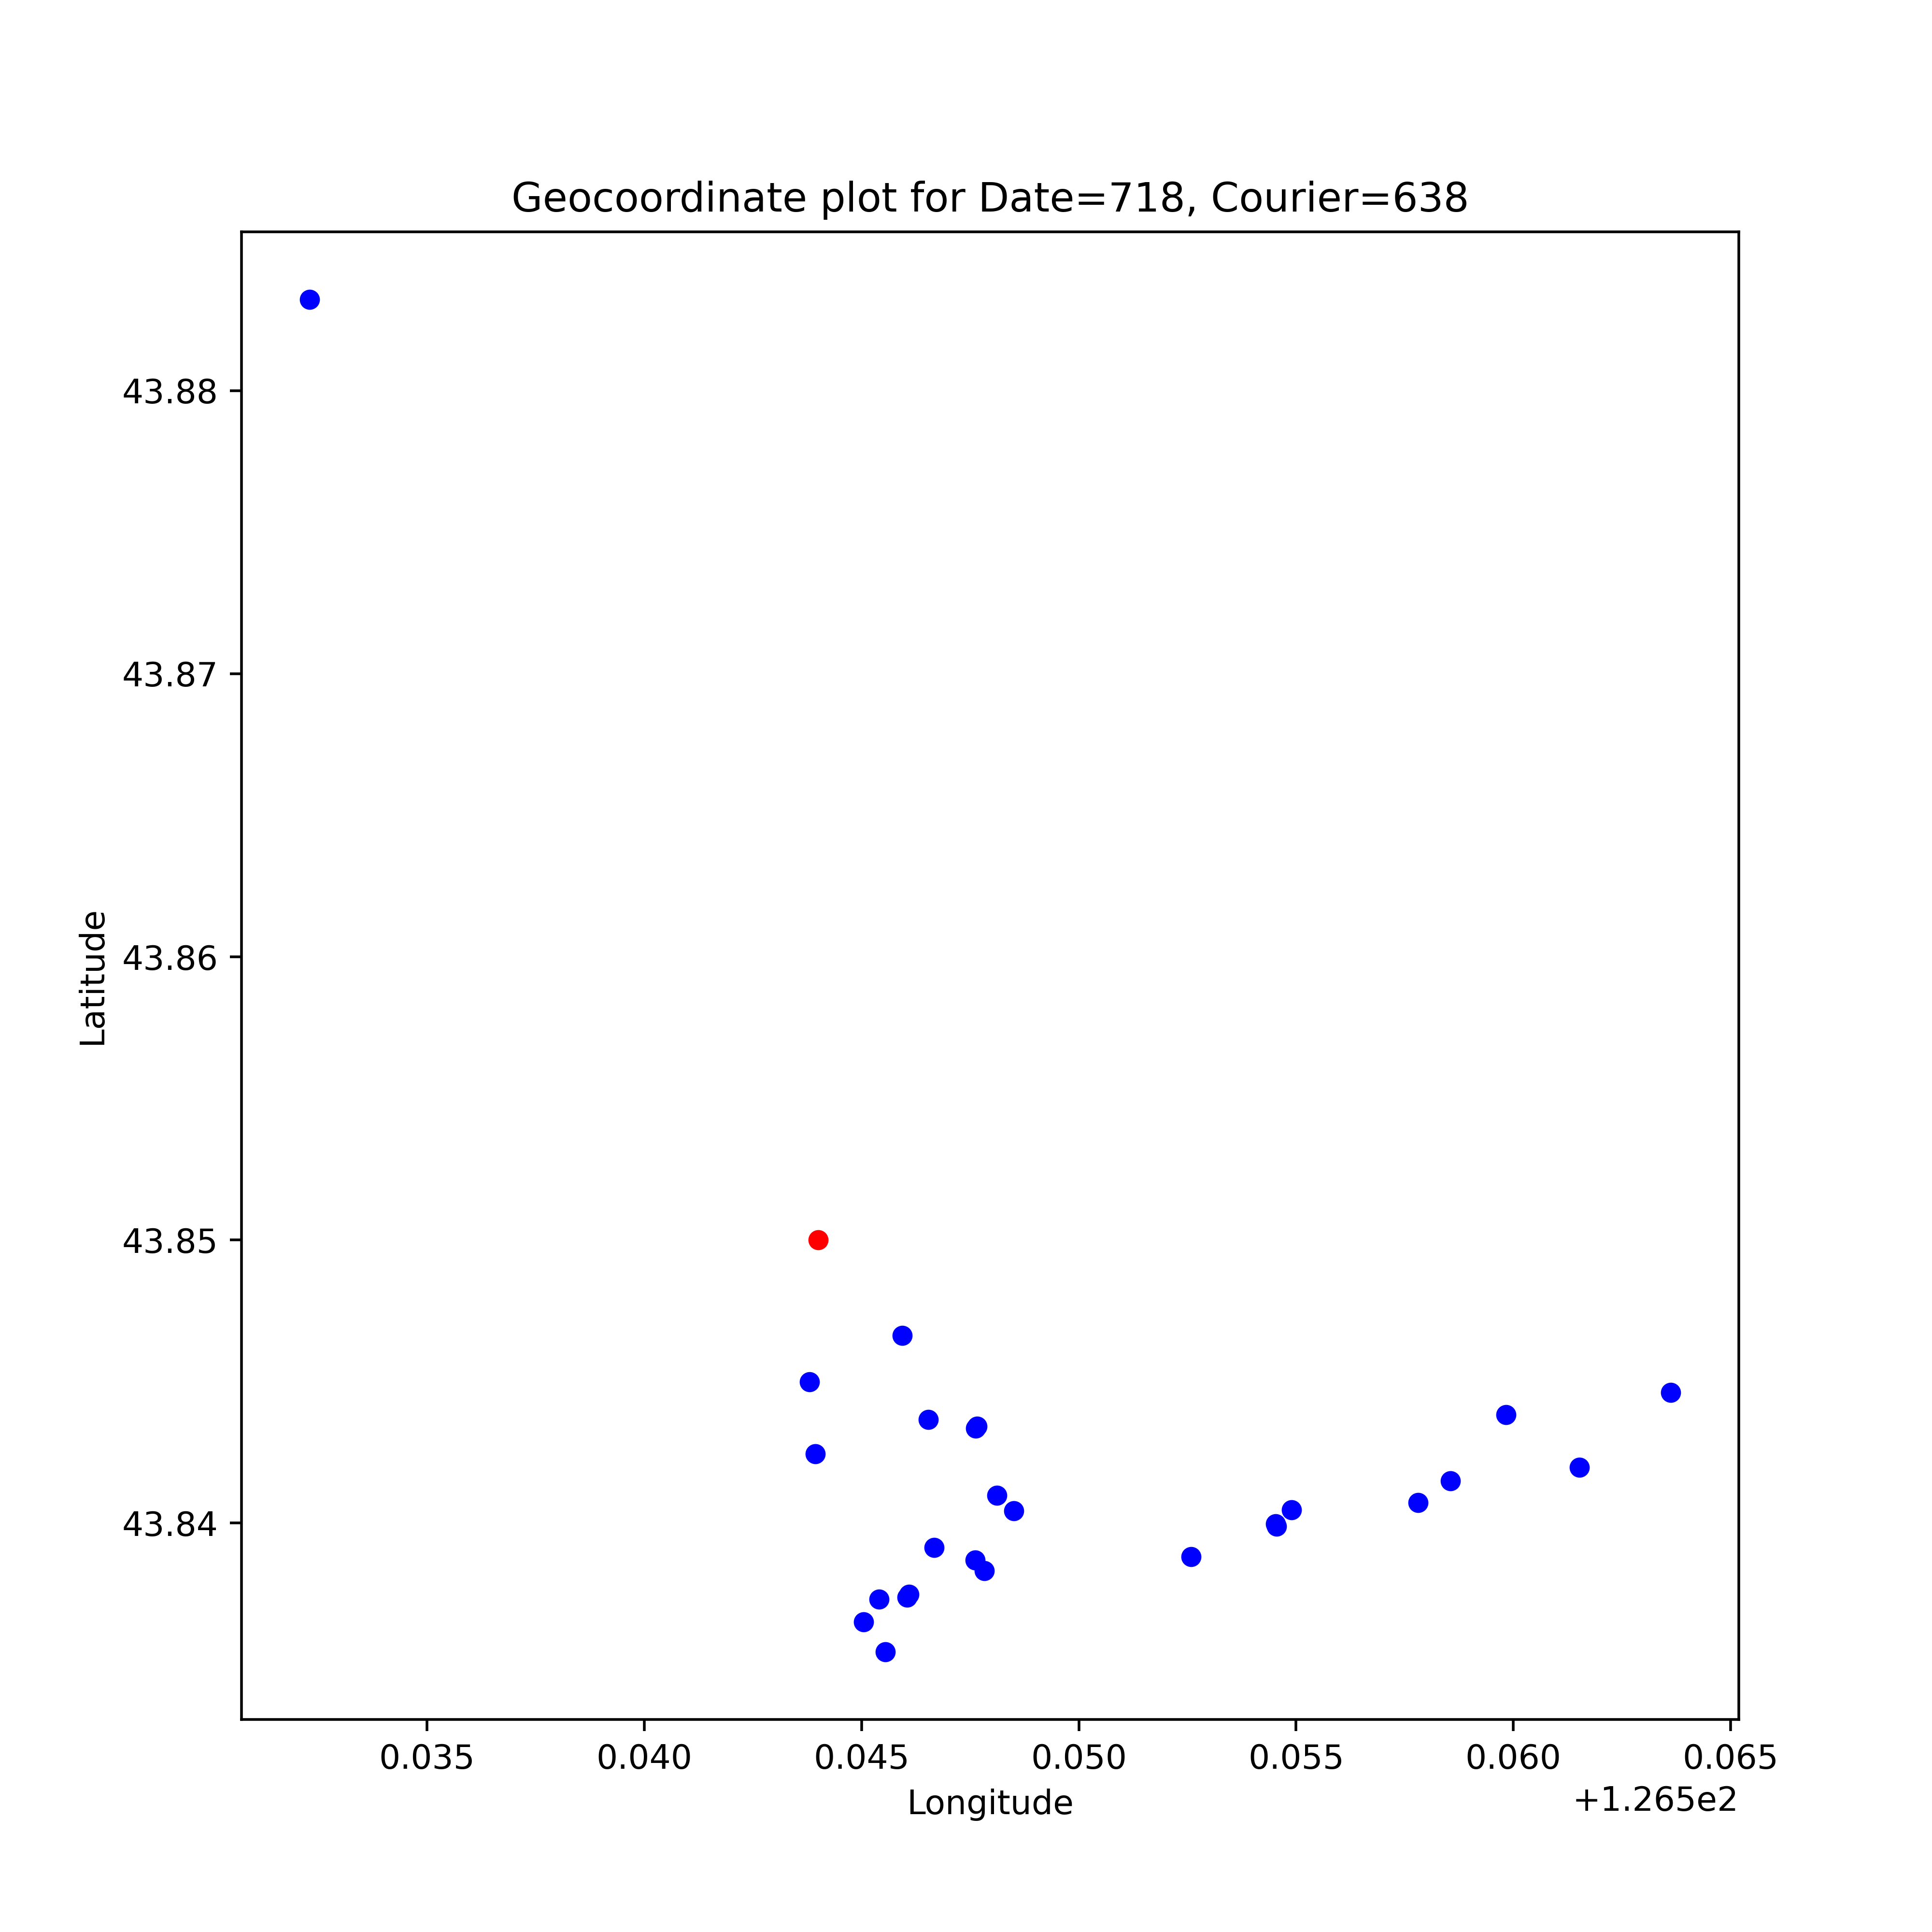 Geocoordinate plot for Date=718, Courier=638
43.88
43.87
43.86
43.85
43.84
Latitude
0.035 0.040 0.045 0.050 0.055 0.060 0.065
Longitude
+1.265e2